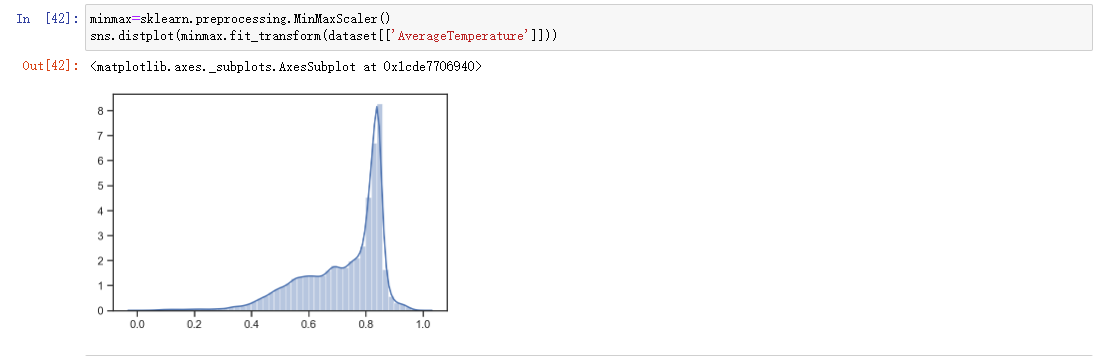 In [42]: minmax=sklearn.preprocessing.MinMaxScaler()
sns.distplot(minmax.fit_transform(dataset[['AverageTemperature']]))
Out[42]: <matplotlib.axes._subplots.AxesSubplot at 0x1cde7706940>
8
7
6
5
4
3
2
1
0
0.0 0.2 0.4 0.6 0.8 1.0